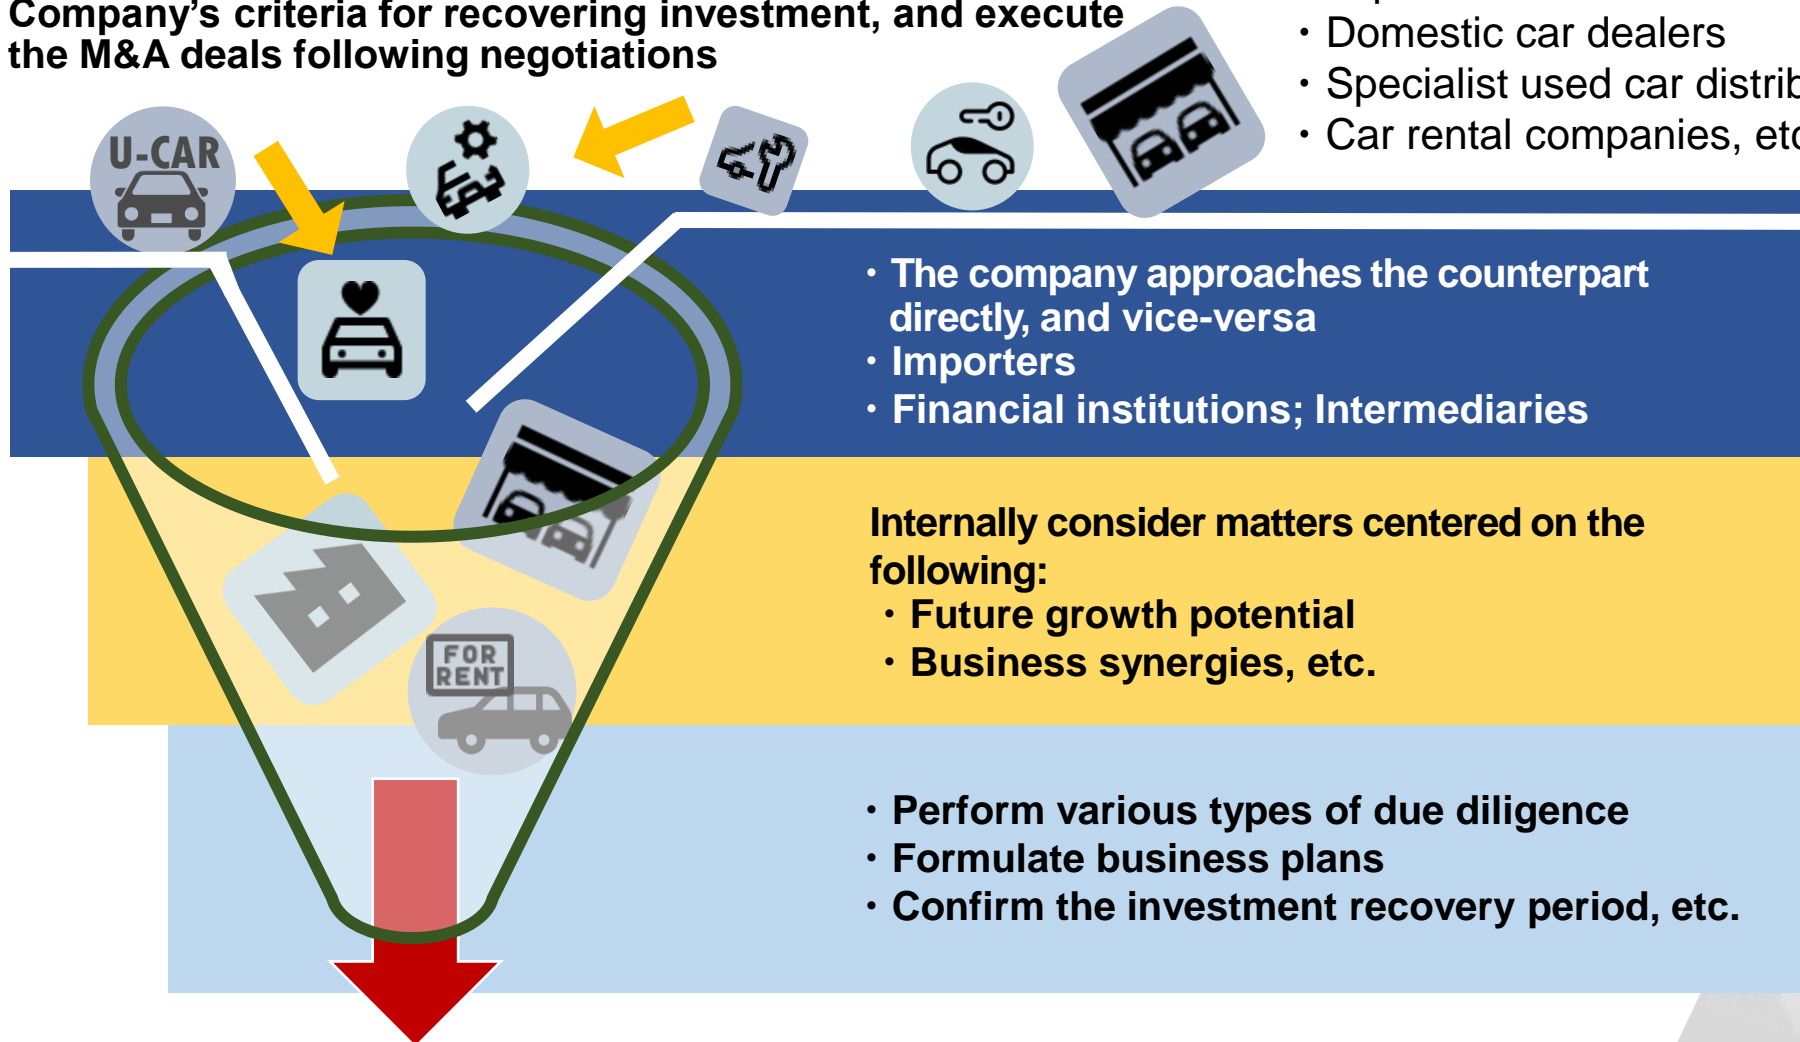 Company’s criteria for recovering investment, and execute
the M&A deals following negotiations
・Domestic car dealers
・Specialist used car
・Car rental companies,
U-CAR
・The company approaches the counterpart
directly, and vice-versa
・Importers
・Financial institutions; Intermediaries
Internally consider matters centered on the
following:
・Future growth potential
・Business synergies, etc.
FOR
RENT
・Perform various types of due diligence
・Formulate business plans
・Confirm the investment recovery period, etc.